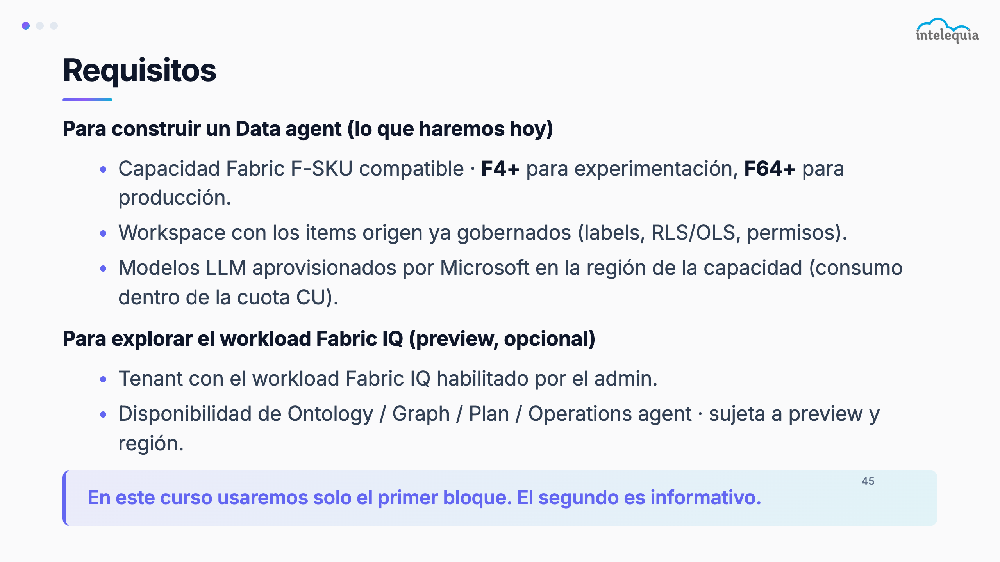 intelequia
Requisitos
Para construir un Data agent (lo que haremos hoy)
• Capacidad Fabric F-SKU compatible · F4+ para experimentación, F64+ para
producción.
• Workspace con los items origen ya gobernados (labels, RLS/OLS, permisos).
• Modelos LLM aprovisionados por Microsoft en la región de la capacidad (consumo
dentro de la cuota CU).
Para explorar el workload Fabric IQ (preview, opcional)
• Tenant con el workload Fabric IQ habilitado por el admin.
• Disponibilidad de Ontology / Graph / Plan / Operations agent · sujeta a preview y
región.
45
En este curso usaremos solo el primer bloque. El segundo es informativo.